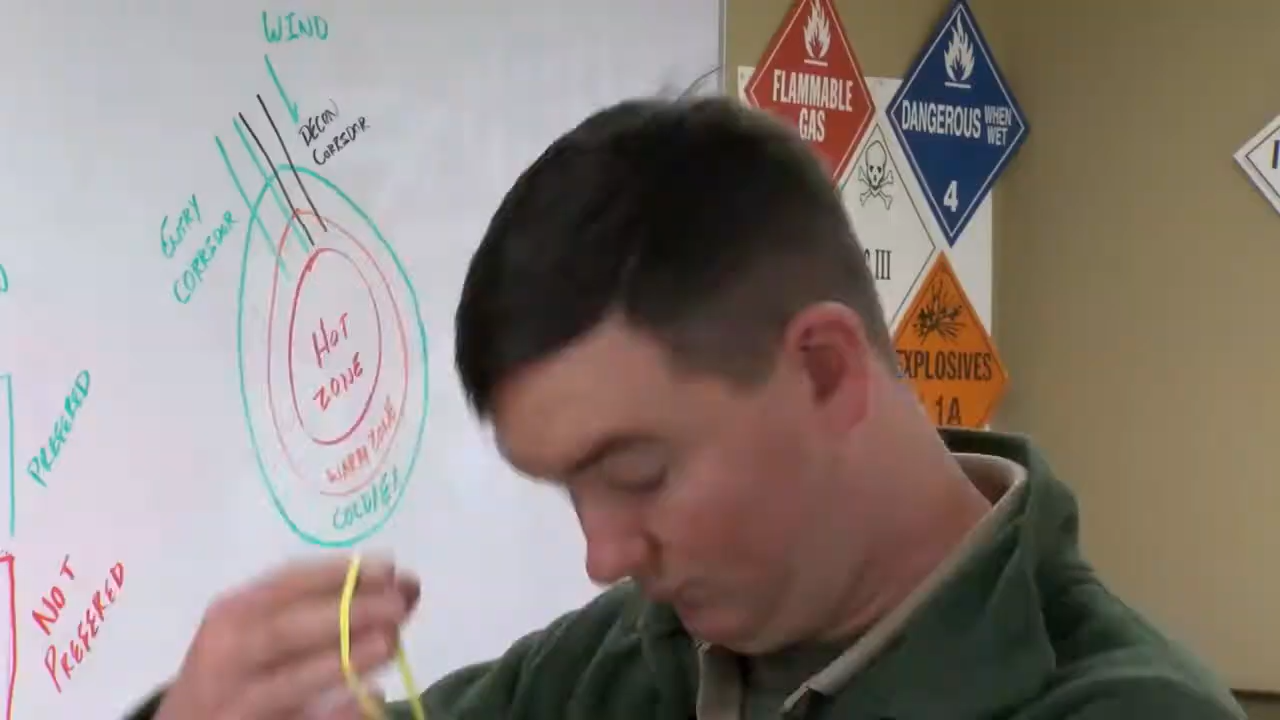 WIND
DECON
CORRIDOR
ENTRY
CORRIDOR
HOT
ZONE
WARM ZONE
PREFERED
NOT
PREFERED
FLAMMABLE
GAS
DANGEROUS WHEN
WET
4
III
EXPLOSIVES
1A